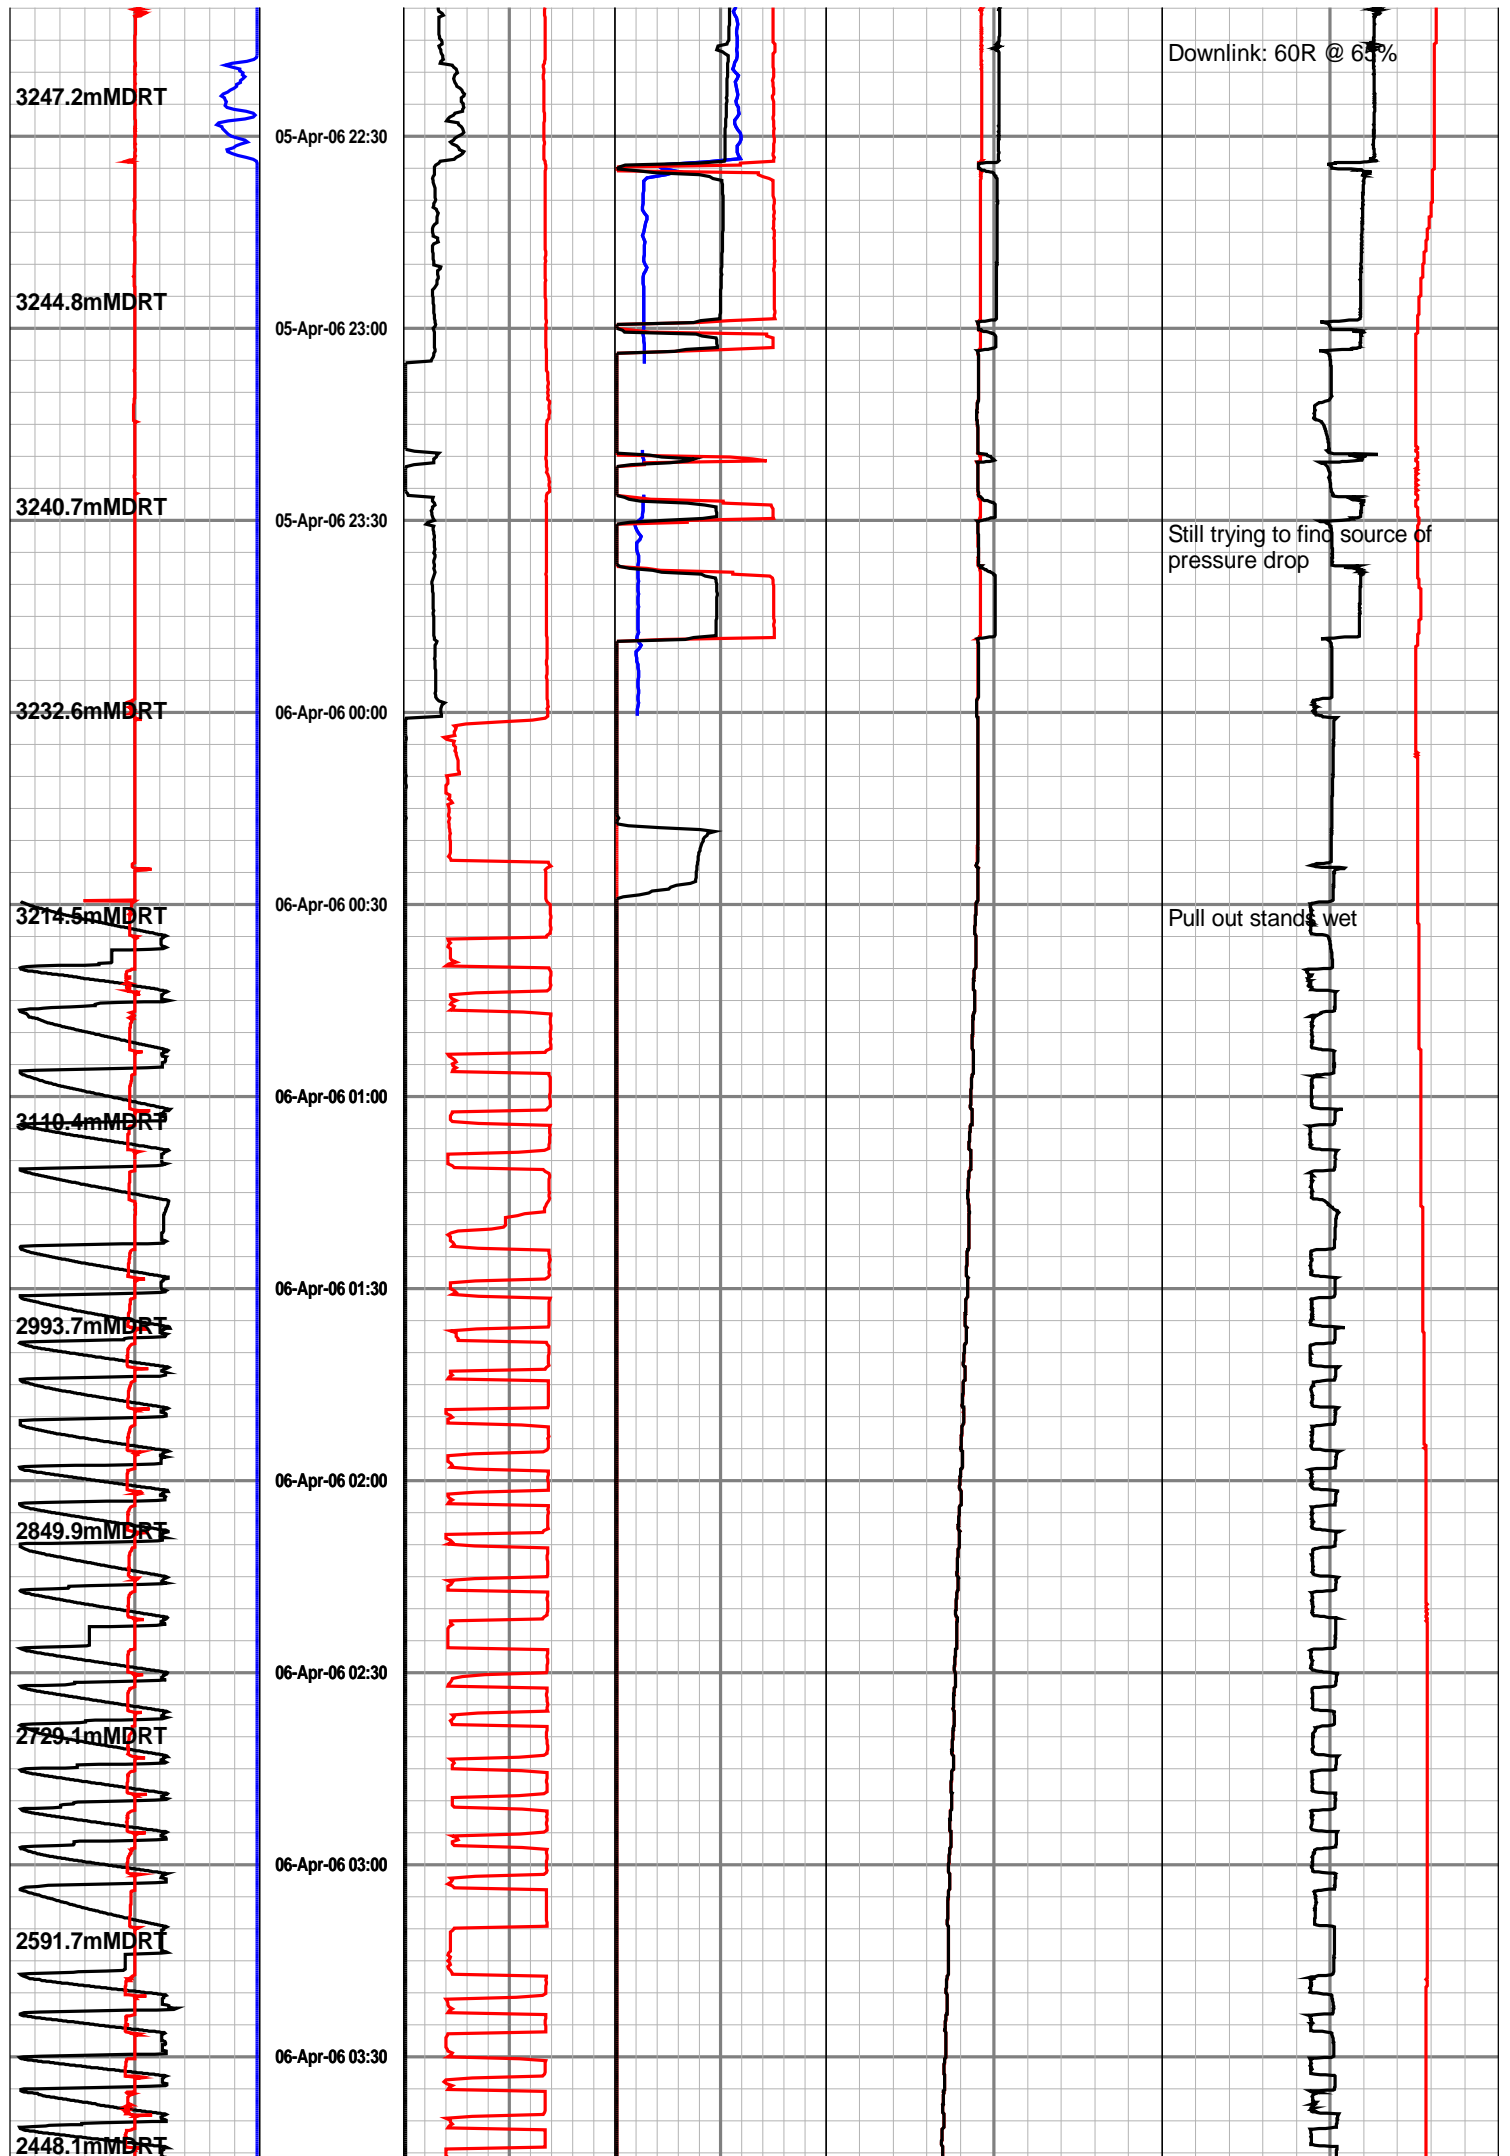 Downlink: 60R @ 65%
3247.2mMDRT
05-Apr-06 22:30
3244.8mMDRT
05-Apr-06 23:00
3240.7mMDRT
05-Apr-06 23:30
Still trying to find source of
pressure drop
3232.6mMDRT
06-Apr-06 00:00
06-Apr-06 00:30
3214.5mMDRT
Pull out stands wet
06-Apr-06 01:00
3110.4mMDRT
06-Apr-06 01:30
2993.7mMDRT
06-Apr-06 02:00
2849.9mMDRT
06-Apr-06 02:30
2729.1mMDRT
06-Apr-06 03:00
2591.7mMDRT
06-Apr-06 03:30
2448.1mMDRT